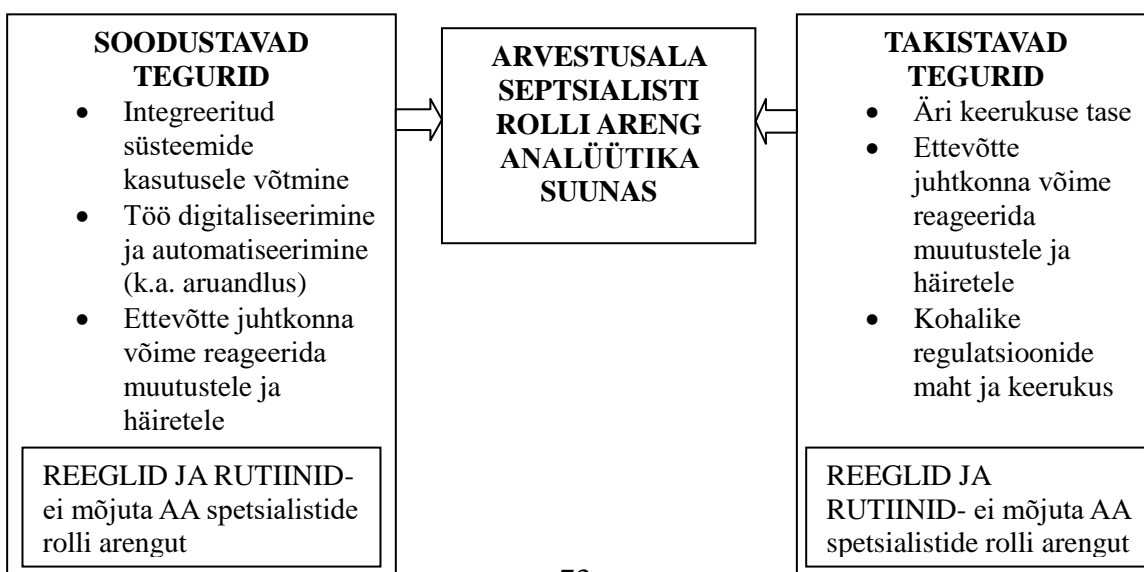 SOODUSTAVAD
TEGURID
• Integreeritud
süsteemide
kasutusele võtmine
• Töö digitaliseerimine
ja automatiseerimine
(k.a. aruandlus)
• Ettevõtte juhtkonna
võime reageerida
muutustele ja
häiretele
REEGLID JA RUTIINID-
ei mõjuta AA spetsialistide
rolli arengut
ARVESTUSALA
SEPTSIALISTI
ROLLI ARENG
ANALÜÜTIKA
SUUNAS
TAKISTAVAD
TEGURID
• Äri keerukuse tase
• Ettevõtte
juhtkonna võime
reageerida
muutustele ja
häiretele
• Kohalike
regulatsioonide
maht ja keerukus
REEGLID JA
RUTIINID- ei mõjuta AA
spetsialistide rolli arengut